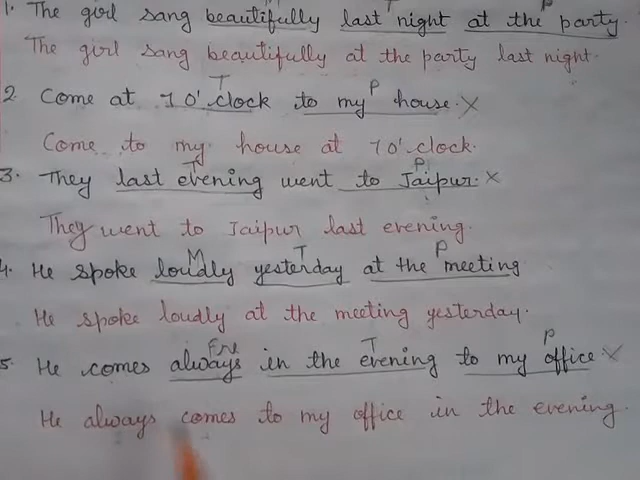 T P
1. The girl sang beautifully last night at the party.
The girl sang beautifully at the party last night.
T P
2. Come at 7 O'clock to my house. X
Come to my house at 7 O'clock.
T P
3. They last evening went to Jaipur. X
They went to Jaipur last evening.
M T P
4. He spoke loudly yesterday at the meeting
He spoke loudly at the meeting yesterday.
Fre T P
5. He comes always in the evening to my office X
He always comes to my office in the evening.